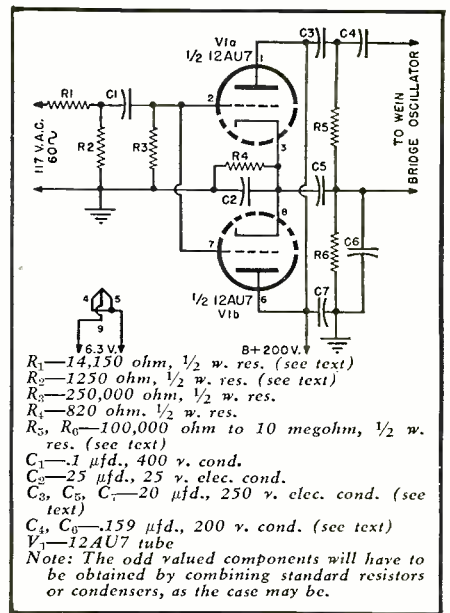 V1a
1/2 12AU7
C3
C4
1
R1
C1
2
117 V.A.C.
60~
R2
R3
3
R4
R5
C2
C5
TO WEIN
BRIDGE OSCILLATOR
8
7
R6
C6
1/2 12AU7
V1b
6
C7
4
5
9
6.3 V.
B+200V.
R1—14,150 ohm, 1/2 w. res. (see text)
R2—1250 ohm, 1/2 w. res. (see text)
R3—250,000 ohm, 1/2 w. res.
R4—820 ohm. 1/2 w. res.
R5, R6—100,000 ohm to 10 megohm, 1/2 w.
res. (see text)
C1—.1 μfd., 400 v. cond.
C2—25 μfd., 25 v. elec. cond.
C3, C5, C7—20 μfd., 250 v. elec. cond. (see
text)
C4, C6—.159 μfd., 200 v. cond. (see text)
V1—12AU7 tube
Note: The odd valued components will have to
be obtained by combining standard resistors
or condensers, as the case may be.